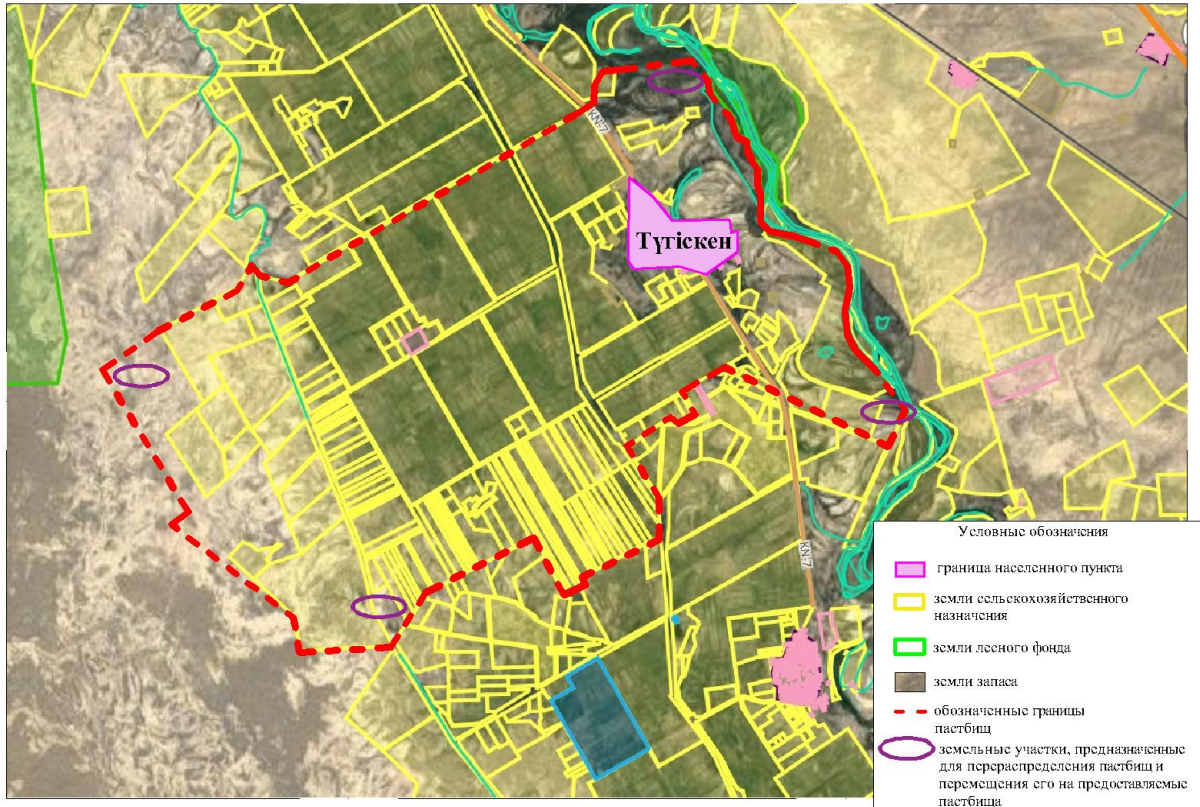 KN-7
Түгіскен
KN-7
Условные обозначения
граница населенного пункта
земли сельскохозяйственного
назначения
земли лесного фонда
земли запаса
обозначенные границы
пастбищ
земельные участки, предназначенные
для перераспределения пастбищ и
перемещения его на предоставляемые
пастбища